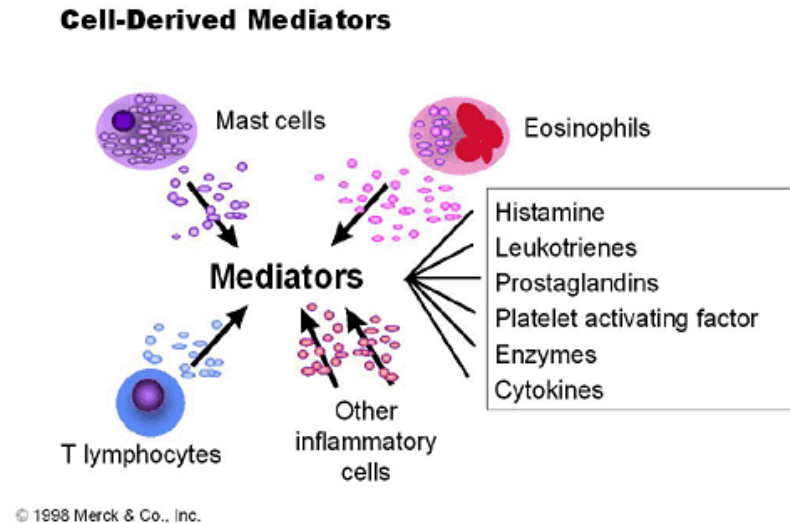 Cell-Derived Mediators
Mast cells
Eosinophils
Histamine
Leukotrienes
Prostaglandins
Platelet activating factor
Enzymes
Cytokines
Mediators
T lymphocytes
Other
inflammatory
cells
© 1998 Merck & Co., Inc.